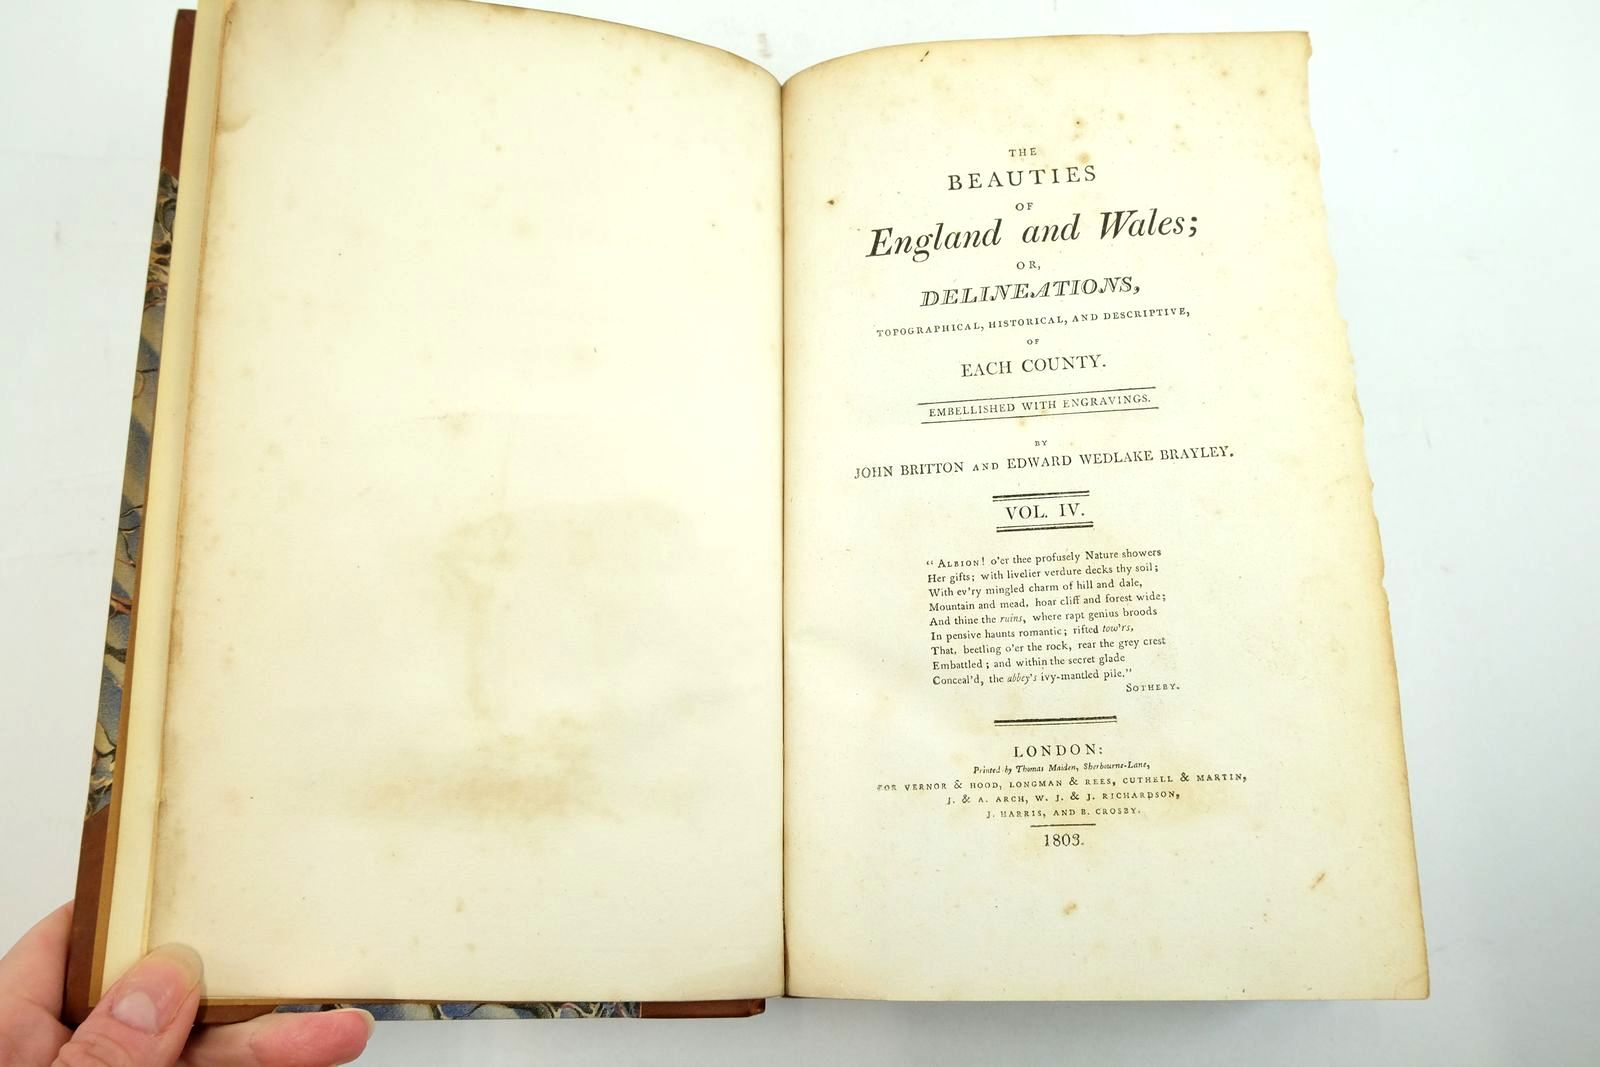 THE
BEAUTIES
OF
England and Wales;
OR,
DELINEATIONS,
TOPOGRAPHICAL, HISTORICAL, AND DESCRIPTIVE,
OF
EACH COUNTY.
EMBELLISHED WITH ENGRAVINGS.
BY
JOHN BRITTON AND EDWARD WEDLAKE BRAYLEY.
VOL. IV.
“ ALBION! o'er thee profusely Nature showers
Her gifts; with livelier verdure decks thy soil;
With ev'ry mingled charm of hill and dale,
Mountain and mead, hoar cliff and forest wide;
And thine the ruins, where rapt genius broods
In pensive haunts romantic; rifted tow'rs,
That, beetling o'er the rock, rear the grey crest
Embattled; and within the secret glade
Conceal'd, the abbey's ivy-mantled pile.”
SOTHEBY.
LONDON:
Printed by Thomas Maiden, Sherbourne-Lane,
FOR VERNOR & HOOD, LONGMAN & REES, CUTHELL & MARTIN,
J. & A. ARCH, W. J. & J. RICHARDSON,
J. HARRIS, AND B. CROSBY.
1803.